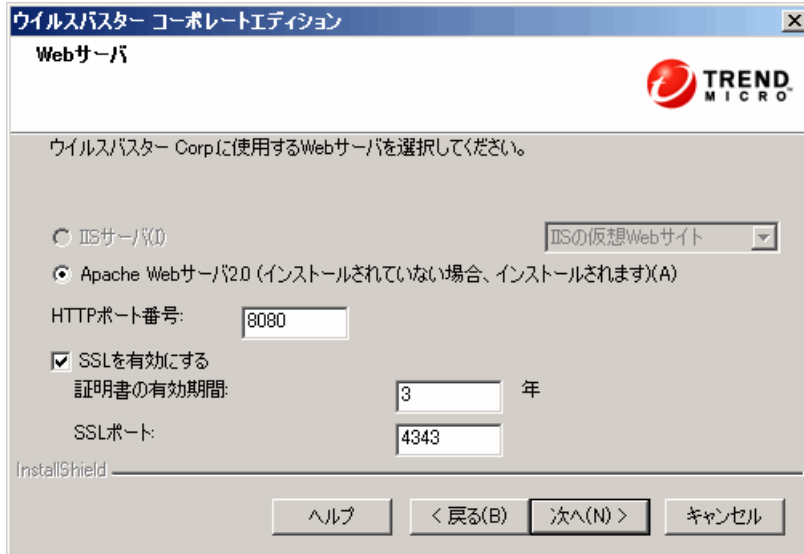 ウイルスバスター コーポレートエディション
Webサーバ
TREND
MICRO
ウイルスバスター Corp.に使用するWebサーバを選択してください。
IISサーバ(I)
IISの仮想Webサイト
Apache Webサーバ2.0 (インストールされていない場合、インストールされます)(A)
HTTPポート番号:
8080
SSLを有効にする
証明書の有効期間:
3
年
SSLポート:
4343
InstallShield
ヘルプ
< 戻る(B)
次へ(N) >
キャンセル